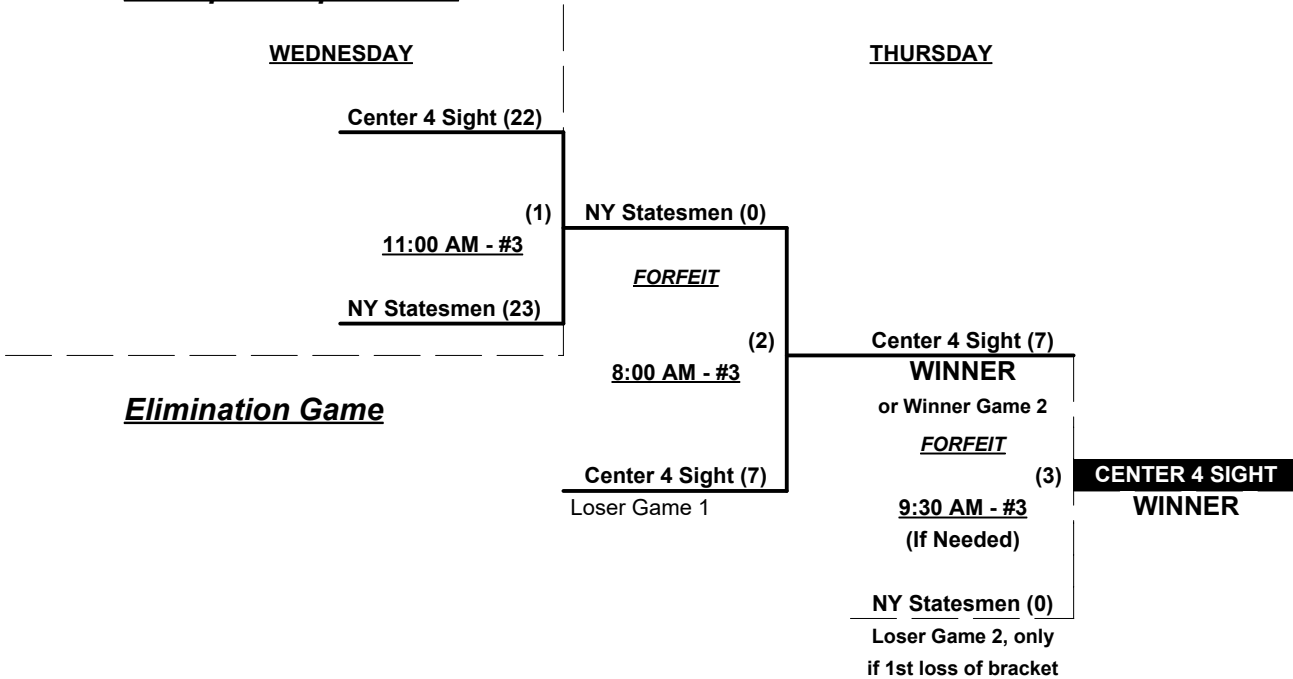 WEDNESDAY
THURSDAY
Center 4 Sight (22)
(1)
11:00 AM - #3
NY Statesmen (23)
NY Statesmen (0)
FORFEIT
(2)
8:00 AM - #3
Center 4 Sight (7)
Loser Game 1
Elimination Game
Center 4 Sight (7)
WINNER
or Winner Game 2
FORFEIT
(3)
9:30 AM - #3
(If Needed)
NY Statesmen (0)
Loser Game 2, only
if 1st loss of bracket
CENTER 4 SIGHT
WINNER